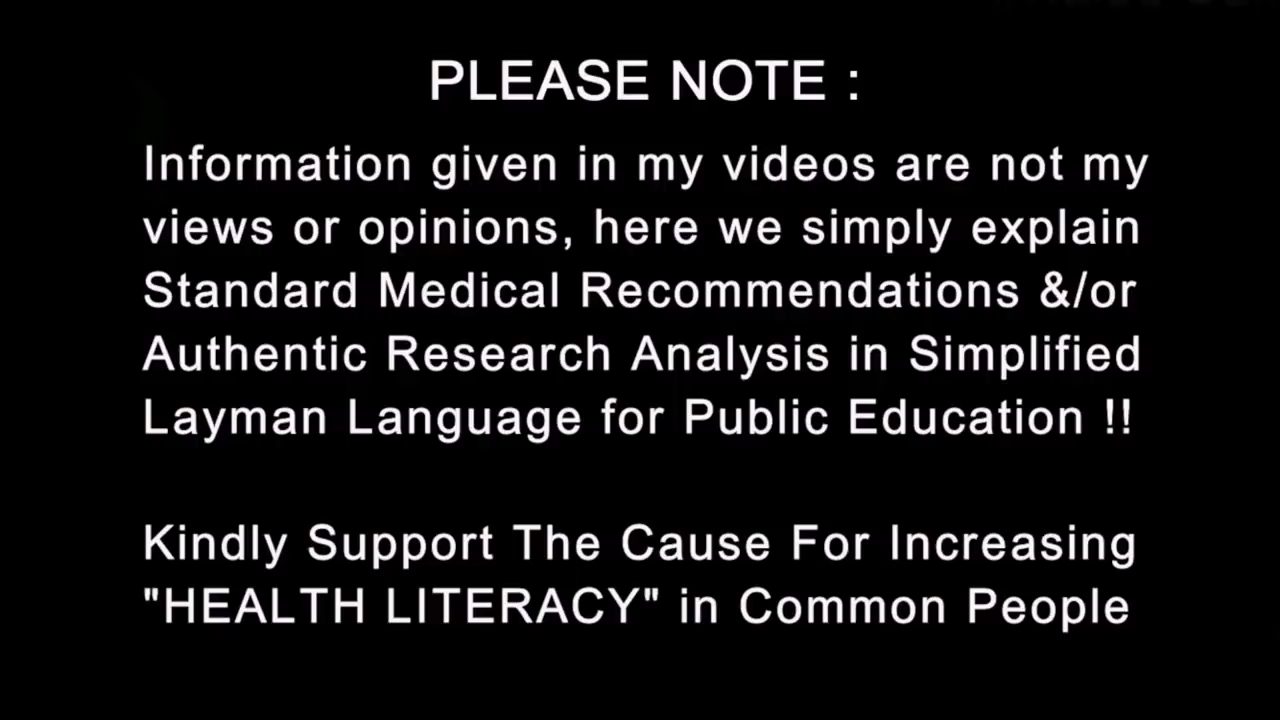 PLEASE NOTE :
Information given in my videos are not my
views or opinions, here we simply explain
Standard Medical Recommendations &/or
Authentic Research Analysis in Simplified
Layman Language for Public Education !!
Kindly Support The Cause For Increasing
"HEALTH LITERACY" in Common People